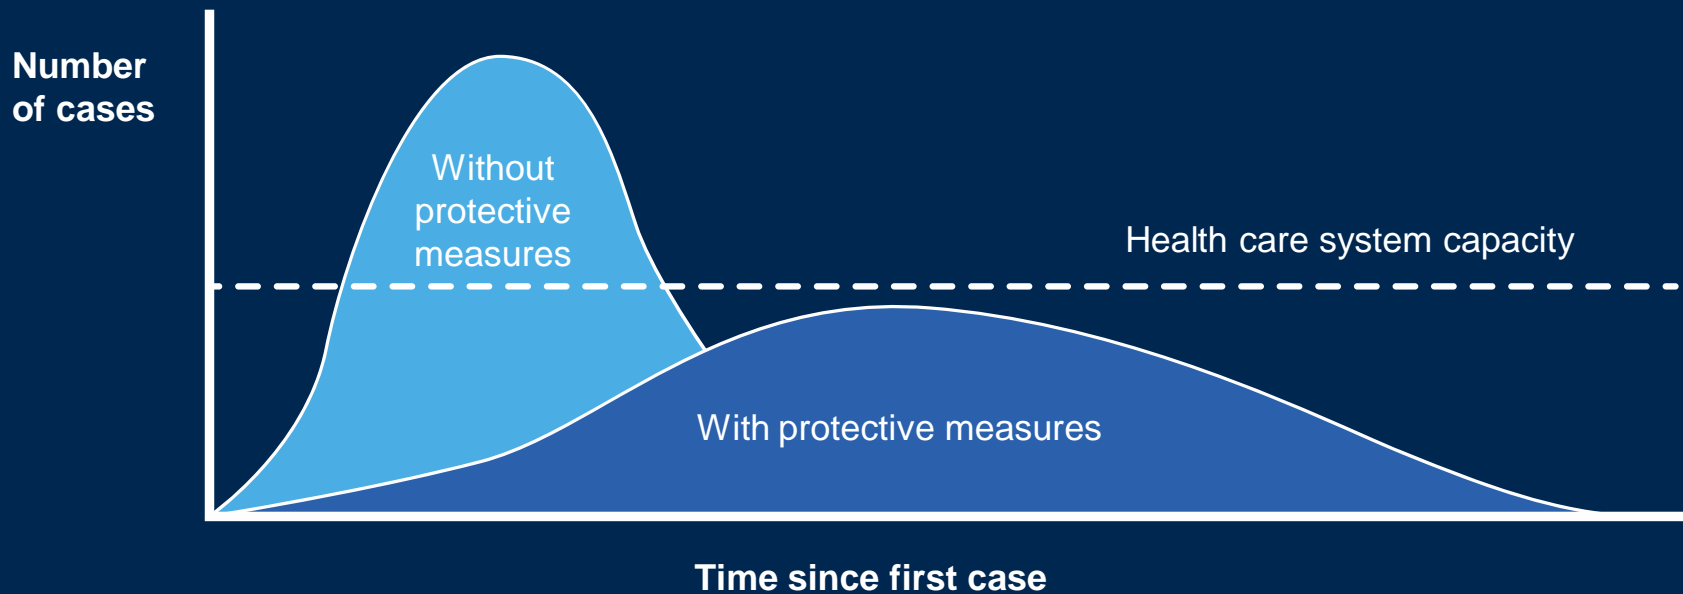 Number
of cases
Without
protective
measures
Health care system capacity
With protective measures
Time since first case